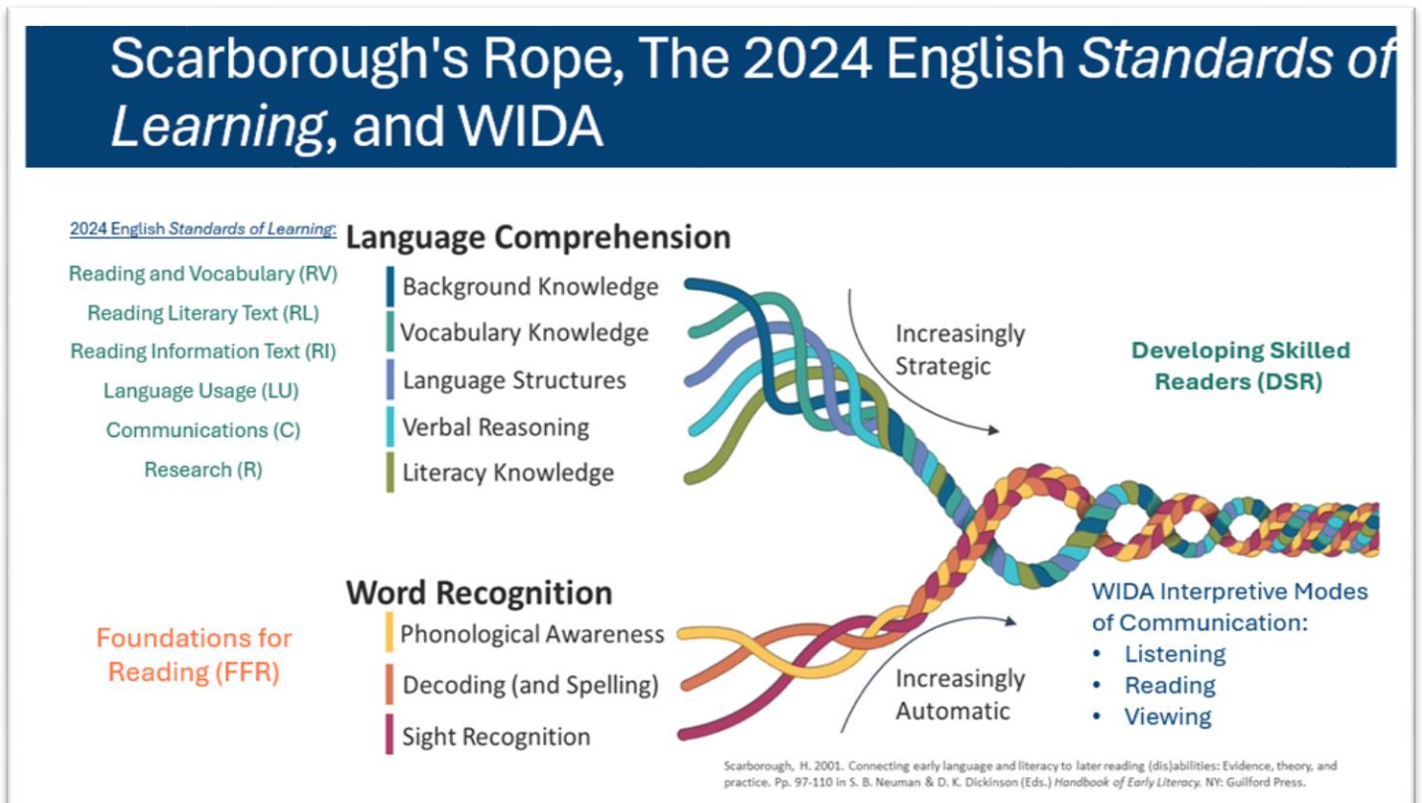 Scarborough's Rope, The 2024 English Standards of
Learning, and WIDA
2024 English Standards of Learning:
Reading and Vocabulary (RV)
Reading Literary Text (RL)
Reading Information Text (RI)
Language Usage (LU)
Communications (C)
Research (R)
Language Comprehension
Background Knowledge
Vocabulary Knowledge
Language Structures
Verbal Reasoning
Literacy Knowledge
Increasingly
Strategic
Developing Skilled
Readers (DSR)
Foundations for
Reading (FFR)
Word Recognition
Phonological Awareness
Decoding (and Spelling)
Sight Recognition
Increasingly
Automatic
WIDA Interpretive Modes
of Communication:
• Listening
• Reading
• Viewing
Scarborough, H. 2001. Connecting early language and literacy to later reading (dis)abilities: Evidence, theory, and
practice. Pp. 97-110 in S. B. Neuman & D. K. Dickinson (Eds.) Handbook of Early Literacy. NY: Guilford Press.